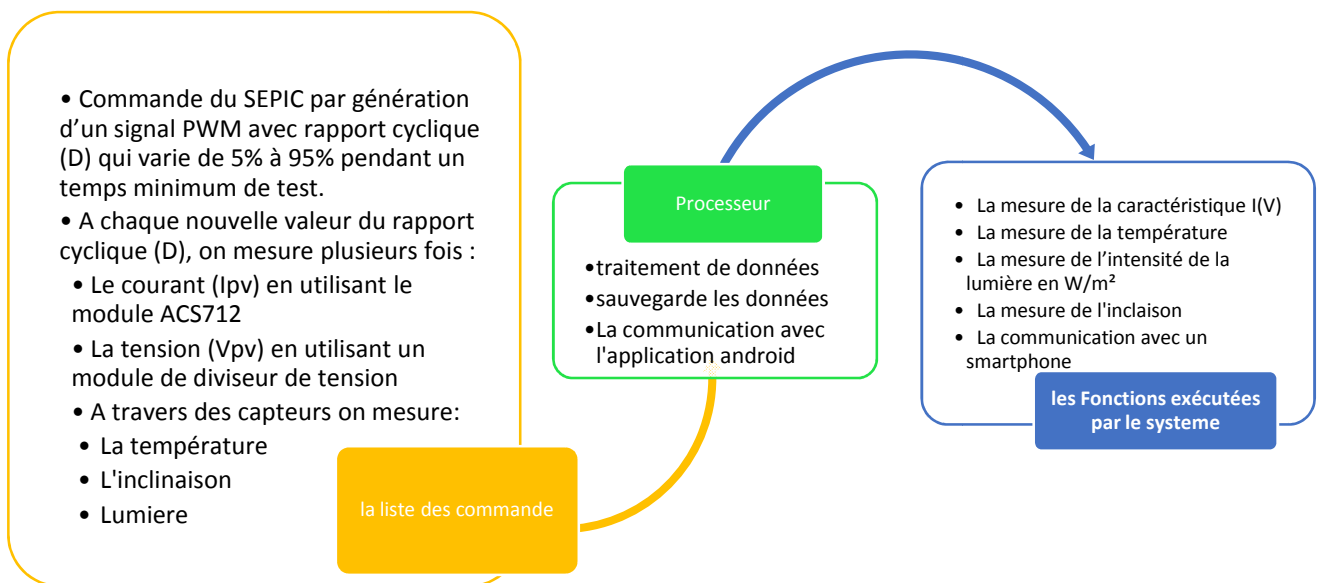 • Commande du SEPIC par génération
d’un signal PWM avec rapport cyclique
(D) qui varie de 5% à 95% pendant un
temps minimum de test.
• A chaque nouvelle valeur du rapport
cyclique (D), on mesure plusieurs fois :
• Le courant (Ipv) en utilisant le
module ACS712
• La tension (Vpv) en utilisant un
module de diviseur de tension
• A travers des capteurs on mesure:
• La température
• L'inclinaison
• Lumiere
la liste des commande
Processeur
•traitement de données
•sauvegarde les données
•La communication avec
l'application android
• La mesure de la caractéristique I(V)
• La mesure de la température
• La mesure de l’intensité de la
lumière en W/m²
• La mesure de l'inclaison
• La communication avec un
smartphone
les Fonctions exécutées
par le systeme